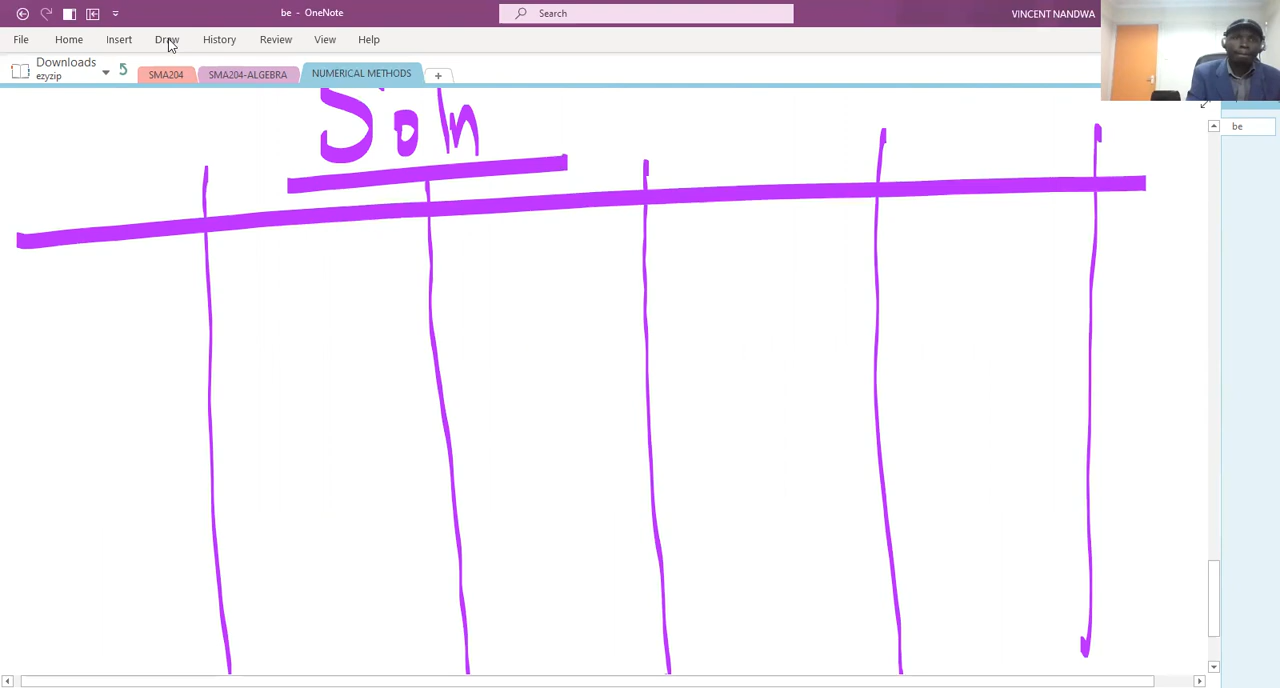 be - OneNote
Search
VINCENT NANDWA
File Home Insert Draw History Review View Help
Downloads
ezyzip
SMA204 SMA204-ALGEBRA NUMERICAL METHODS +
be
Soln